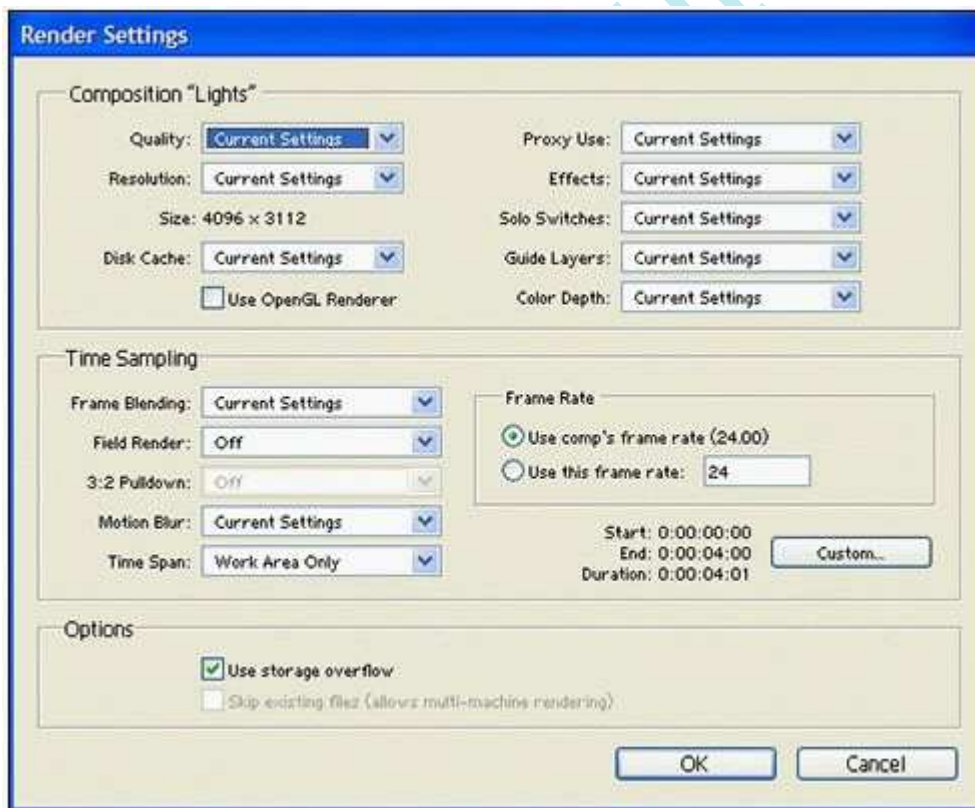 Render Settings
Composition "Lights"
Quality: Current Settings
Resolution: Current Settings
Size: 4096 × 3112
Disk Cache: Current Settings
Use OpenGL Renderer
Proxy Use: Current Settings
Effects: Current Settings
Solo Switches: Current Settings
Guide Layers: Current Settings
Color Depth: Current Settings
Time Sampling
Frame Blending: Current Settings
Field Render: Off
3:2 Pulldown: Off
Motion Blur: Current Settings
Time Span: Work Area Only
Frame Rate
Use comp's frame rate (24.00)
Use this frame rate: 24
Start: 0:00:00:00
End: 0:00:04:00
Duration: 0:00:04:01
Custom...
Options
Use storage overflow
Skip existing files (allows multi-machine rendering)
OK
Cancel